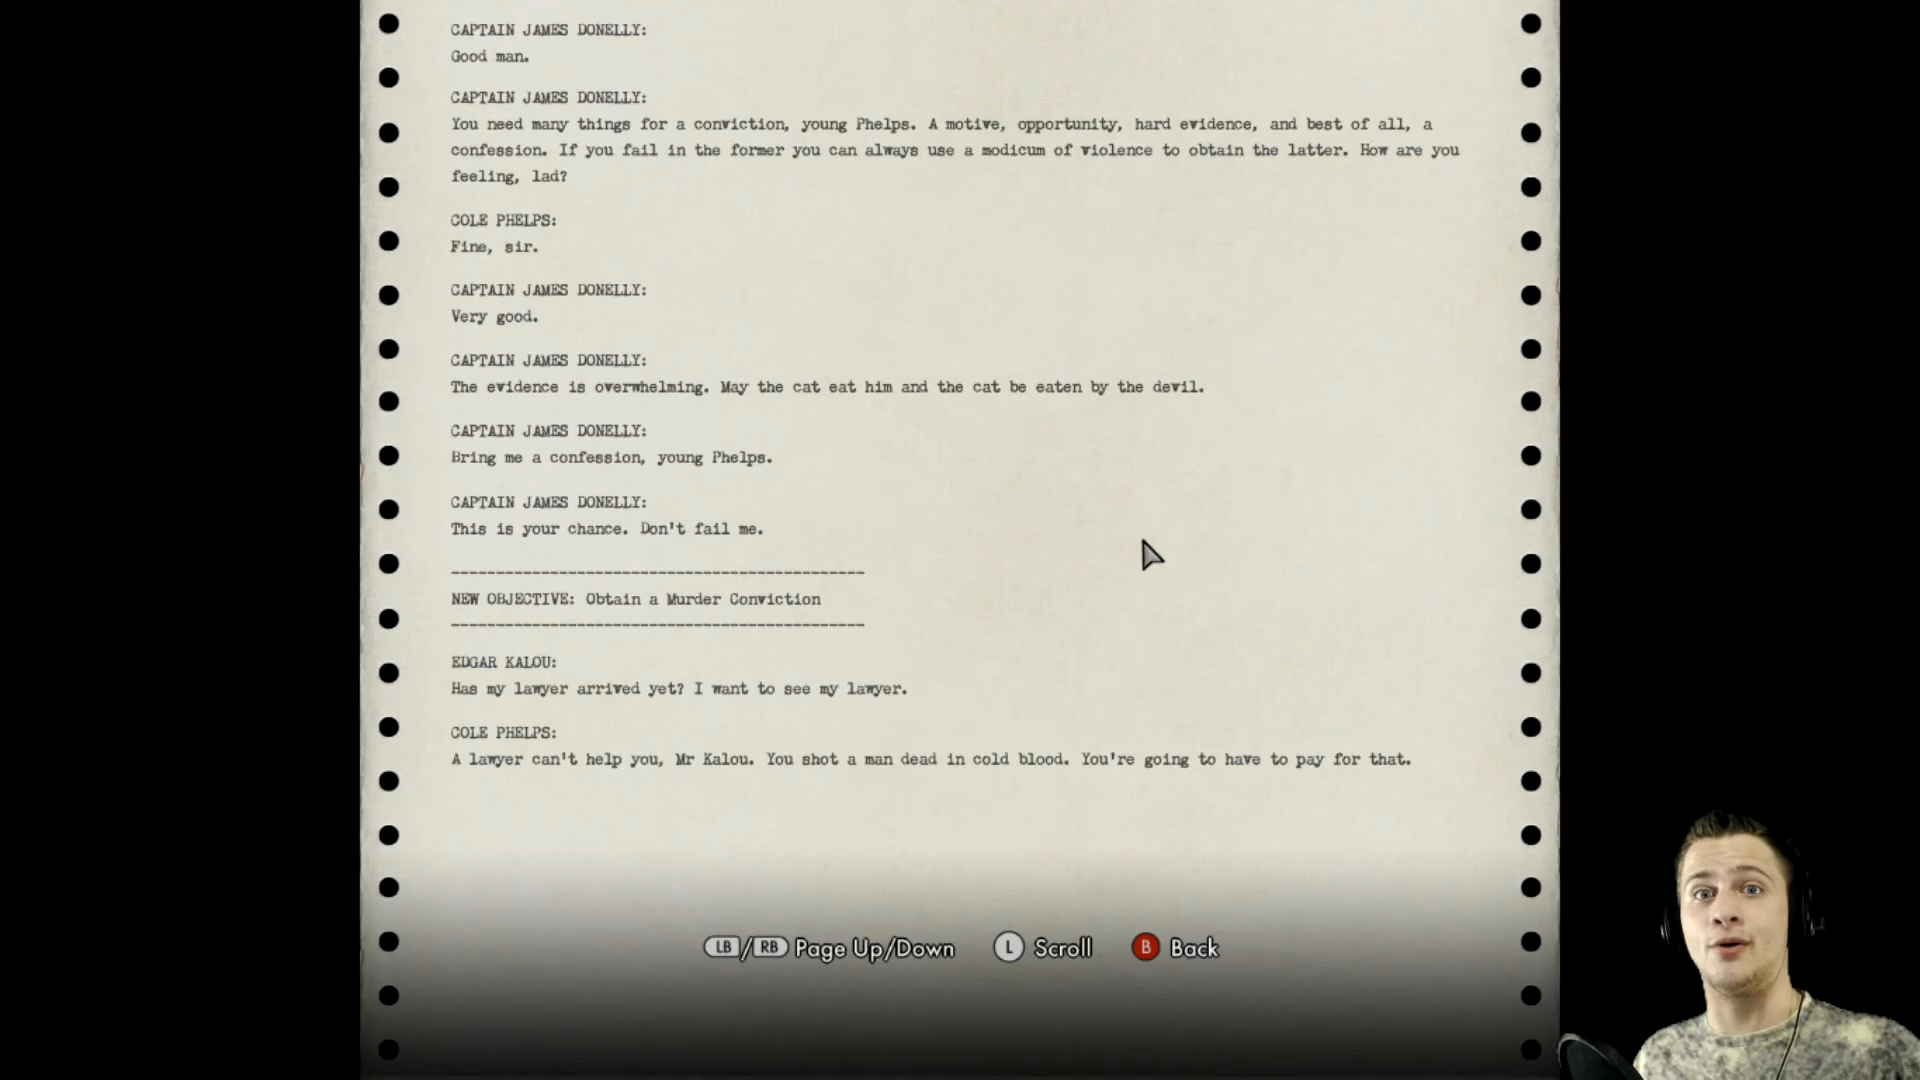 CAPTAIN JAMES DONELLY:
Good man.
CAPTAIN JAMES DONELLY:
You need many things for a conviction, young Phelps. A motive, opportunity, hard evidence, and best of all, a
confession. If you fail in the former you can always use a modicum of violence to obtain the latter. How are you
feeling, lad?
COLE PHELPS:
Fine, sir.
CAPTAIN JAMES DONELLY:
Very good.
CAPTAIN JAMES DONELLY:
The evidence is overwhelming. May the cat eat him and the cat be eaten by the devil.
CAPTAIN JAMES DONELLY:
Bring me a confession, young Phelps.
CAPTAIN JAMES DONELLY:
This is your chance. Don't fail me.
----------------------------------------------
NEW OBJECTIVE: Obtain a Murder Conviction
----------------------------------------------
EDGAR KALOU:
Has my lawyer arrived yet? I want to see my lawyer.
COLE PHELPS:
A lawyer can't help you, Mr Kalou. You shot a man dead in cold blood. You're going to have to pay for that.
LB/RB Page Up/Down L Scroll B Back